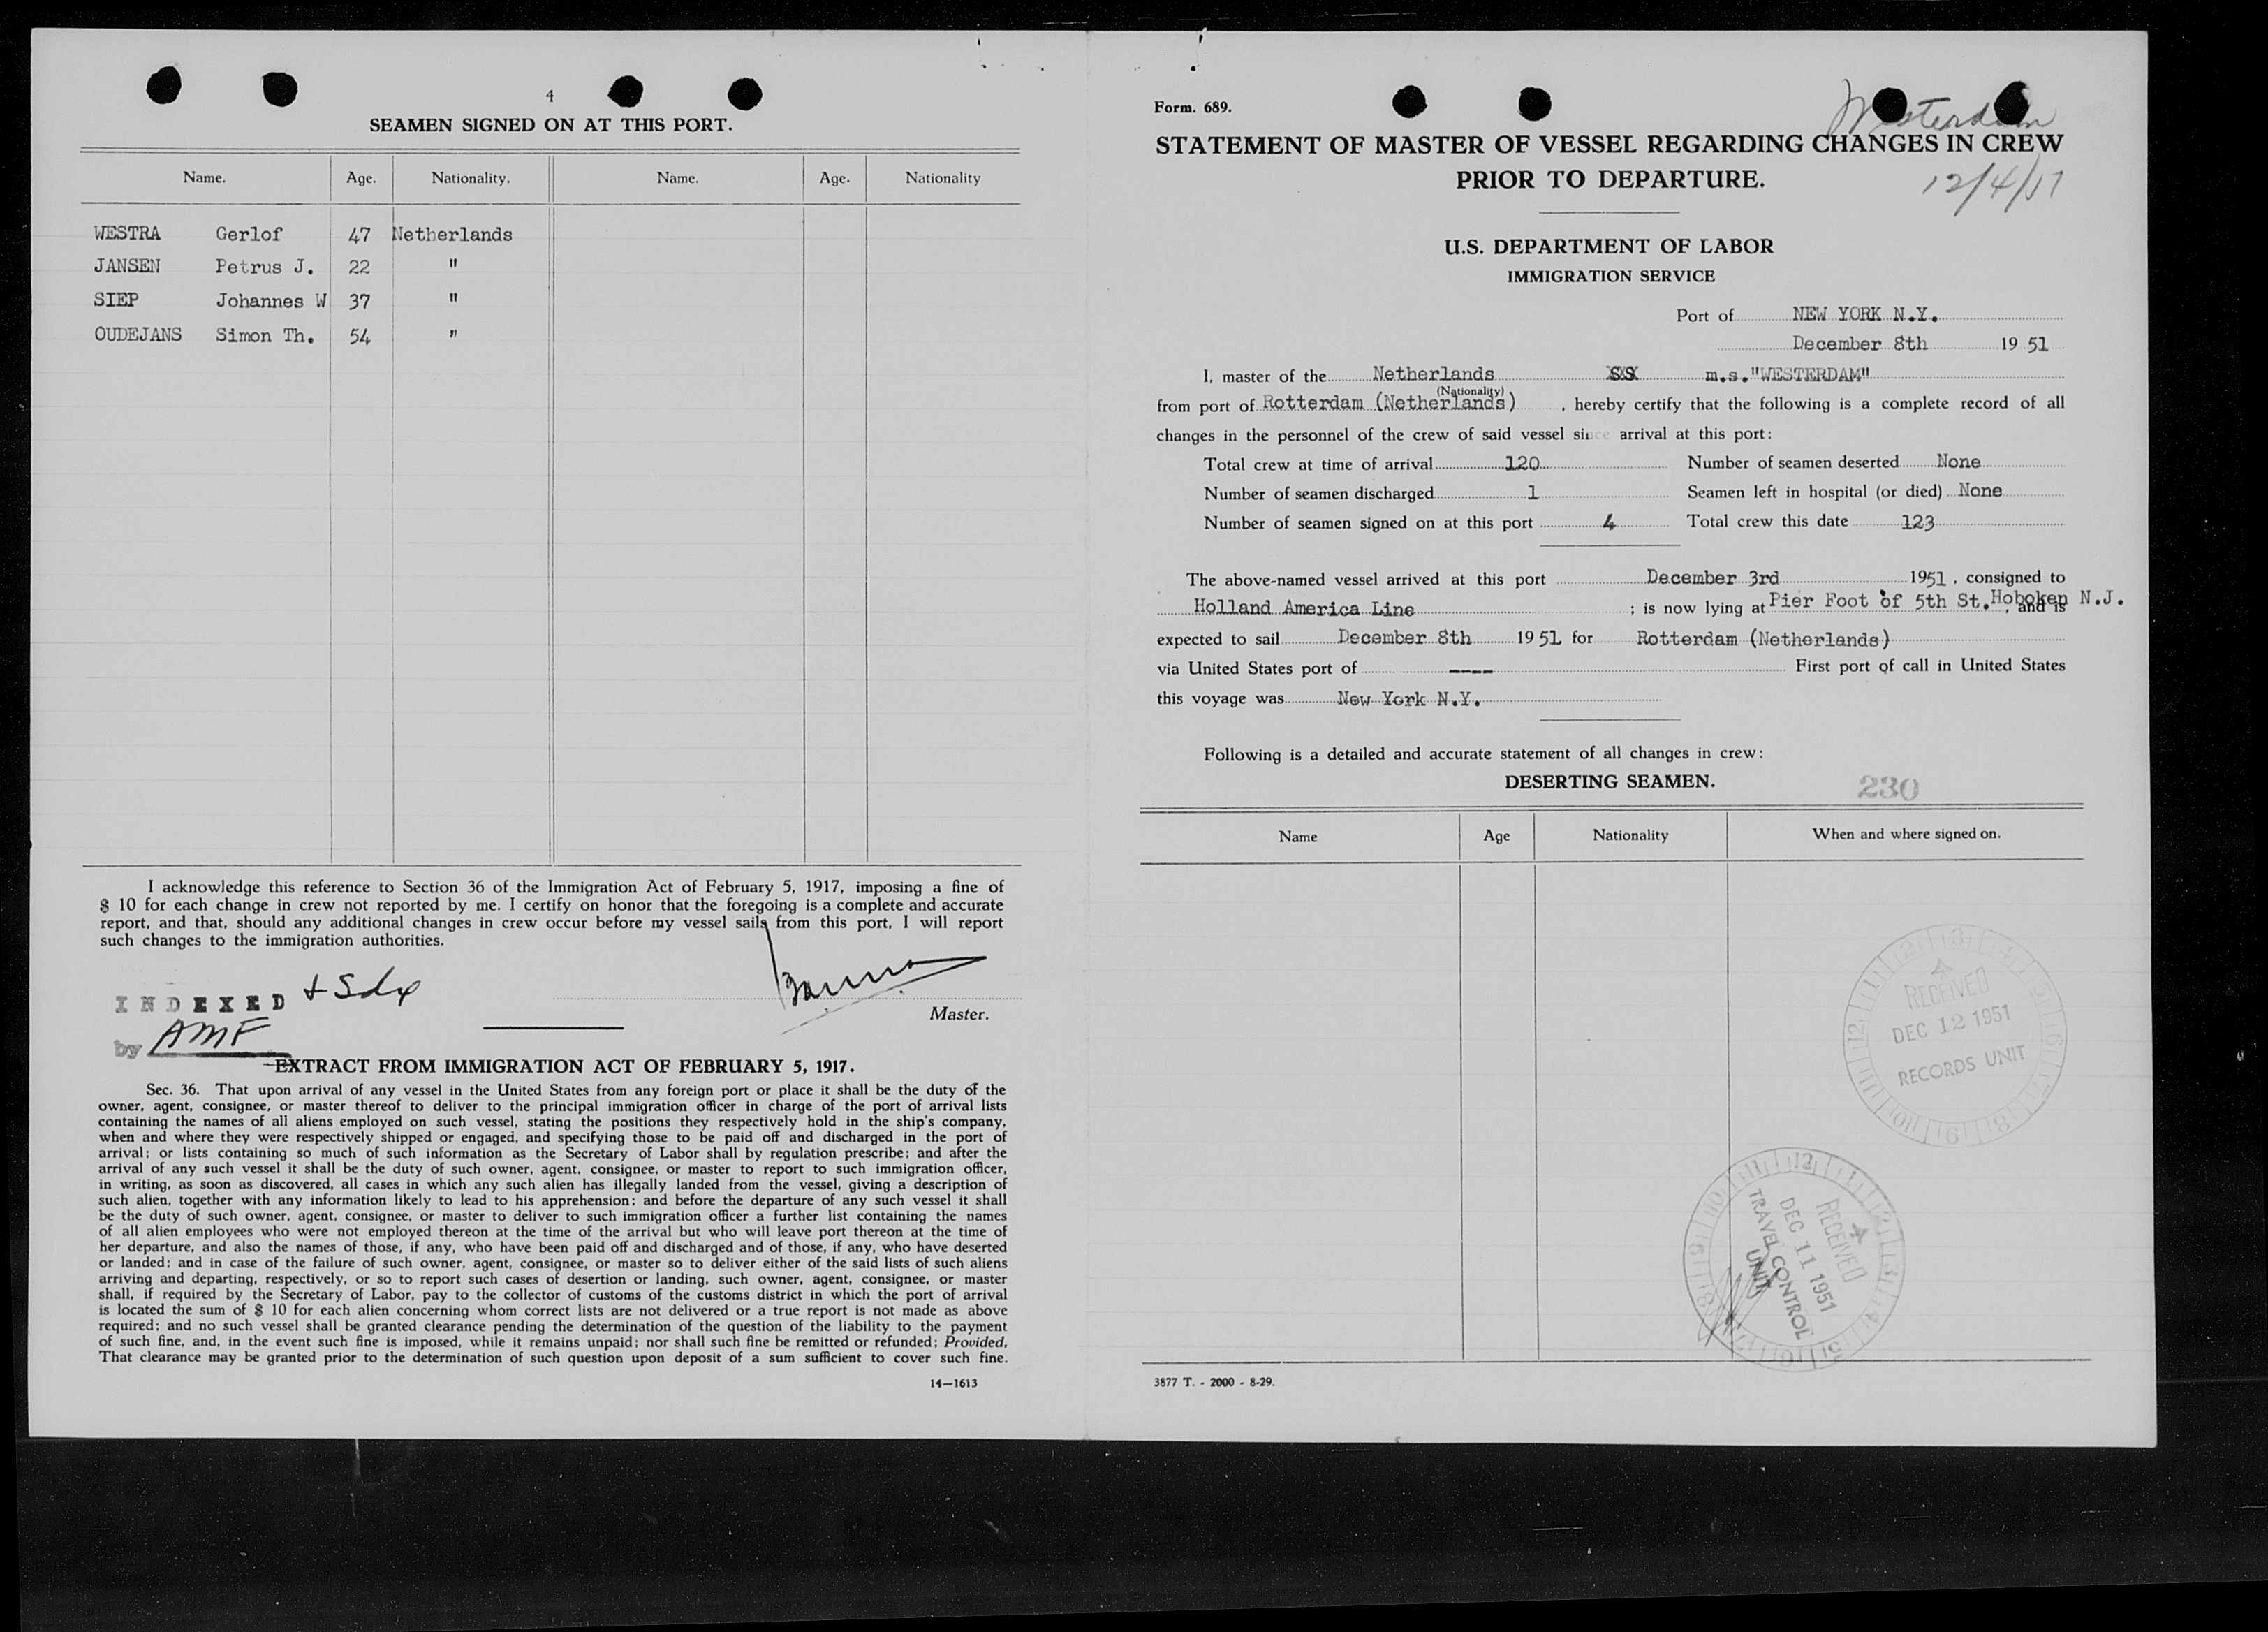 4
SEAMEN SIGNED ON AT THIS PORT.
Name. Age. Nationality. Name. Age. Nationality
WESTRA Gerlof 47 Netherlands
JANSEN Petrus J. 22 "
SIEP Johannes W 37 "
OUDEJANS Simon Th. 54 "
I acknowledge this reference to Section 36 of the Immigration Act of February 5, 1917, imposing a fine of
$ 10 for each change in crew not reported by me. I certify on honor that the foregoing is a complete and accurate
report, and that, should any additional changes in crew occur before my vessel sails from this port, I will report
such changes to the immigration authorities.
INDEXED
by AMF
Master.
EXTRACT FROM IMMIGRATION ACT OF FEBRUARY 5, 1917.
Sec. 36. That upon arrival of any vessel in the United States from any foreign port or place it shall be the duty of the
owner, agent, consignee, or master thereof to deliver to the principal immigration officer in charge of the port of arrival lists
containing the names of all aliens employed on such vessel, stating the positions they respectively hold in the ship's company,
when and where they were respectively shipped or engaged, and specifying those to be paid off and discharged in the port of
arrival; or lists containing so much of such information as the Secretary of Labor shall by regulation prescribe; and after the
arrival of any such vessel it shall be the duty of such owner, agent, consignee, or master to report to such immigration officer,
in writing, as soon as discovered, all cases in which any such alien has illegally landed from the vessel, giving a description of
such alien, together with any information likely to lead to his apprehension; and before the departure of any such vessel it shall
be the duty of such owner, agent, consignee, or master to deliver to such immigration officer a further list containing the names
of all alien employees who were not employed thereon at the time of the arrival but who will leave port thereon at the time of
her departure, and also the names of those, if any, who have been paid off and discharged and of those, if any, who have deserted
or landed; and in case of the failure of such owner, agent, consignee, or master so to deliver either of the said lists of such aliens
arriving and departing, respectively, or so to report such cases of desertion or landing, such owner, agent, consignee, or master
shall, if required by the Secretary of Labor, pay to the collector of customs of the customs district in which the port of arrival
is located the sum of $ 10 for each alien concerning whom correct lists are not delivered or a true report is not made as above
required; and no such vessel shall be granted clearance pending the determination of the question of the liability to the payment
of such fine, and, in the event such fine is imposed, while it remains unpaid; nor shall such fine be remitted or refunded; Provided,
That clearance may be granted prior to the determination of such question upon deposit of a sum sufficient to cover such fine.
14—1613
Form. 689.
Westerdam
STATEMENT OF MASTER OF VESSEL REGARDING CHANGES IN CREW
PRIOR TO DEPARTURE.
U.S. DEPARTMENT OF LABOR
IMMIGRATION SERVICE
Port of NEW YORK N.Y.
December 8th 19 51
I, master of the Netherlands SS m.s."WESTERDAM"
(Nationality)
from port of Rotterdam (Netherlands) , hereby certify that the following is a complete record of all
changes in the personnel of the crew of said vessel since arrival at this port:
Total crew at time of arrival 120 Number of seamen deserted None
Number of seamen discharged 1 Seamen left in hospital (or died) None
Number of seamen signed on at this port 4 Total crew this date 123
The above-named vessel arrived at this port December 3rd 1951 , consigned to
Holland America Line ; is now lying at Pier Foot of 5th St. Hoboken N.J. , and is
expected to sail December 8th 19 51 for Rotterdam (Netherlands)
via United States port of ---- First port of call in United States
this voyage was New York N.Y.
Following is a detailed and accurate statement of all changes in crew:
DESERTING SEAMEN.
230
Name Age Nationality When and where signed on.
RECEIVED
DEC 12 1951
RECORDS UNIT
RECEIVED
DEC 11 1951
TRAVEL CONTROL
UNIT
3877 T. - 2000 - 8-29.